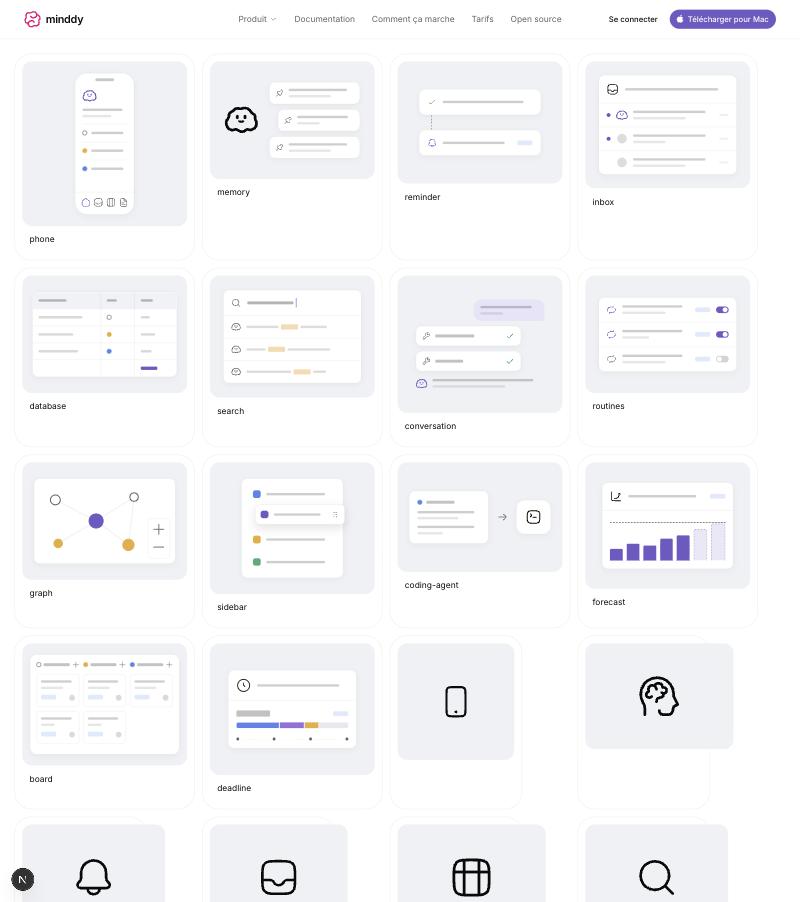 minddy
Produit
Documentation
Comment ça marche
Tarifs
Open source
Se connecter
Télécharger pour Mac
phone
memory
reminder
inbox
database
search
conversation
routines
graph
sidebar
coding-agent
forecast
board
deadline
N